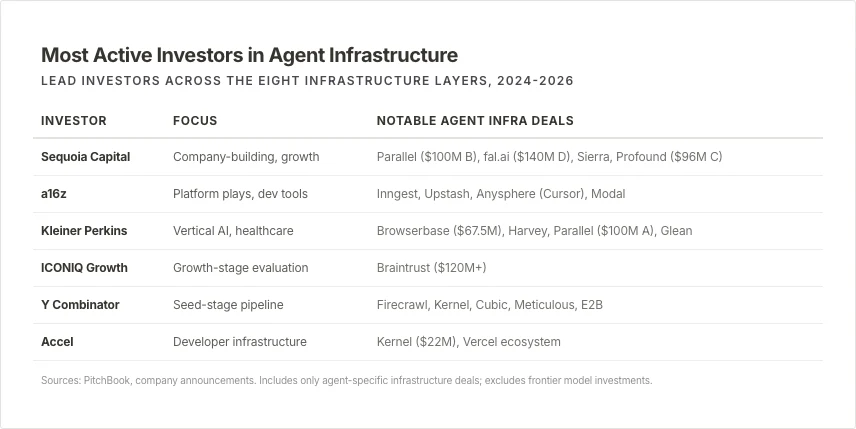 Most Active Investors in Agent Infrastructure
LEAD INVESTORS ACROSS THE EIGHT INFRASTRUCTURE LAYERS, 2024-2026
INVESTOR FOCUS NOTABLE AGENT INFRA DEALS
Sequoia Capital Company-building, growth Parallel ($100M B), fal.ai ($140M D), Sierra, Profound ($96M C)
a16z Platform plays, dev tools Inngest, Upstash, Anysphere (Cursor), Modal
Kleiner Perkins Vertical AI, healthcare Browserbase ($67.5M), Harvey, Parallel ($100M A), Glean
ICONIQ Growth Growth-stage evaluation Braintrust ($120M+)
Y Combinator Seed-stage pipeline Firecrawl, Kernel, Cubic, Meticulous, E2B
Accel Developer infrastructure Kernel ($22M), Vercel ecosystem
Sources: PitchBook, company announcements. Includes only agent-specific infrastructure deals; excludes frontier model investments.